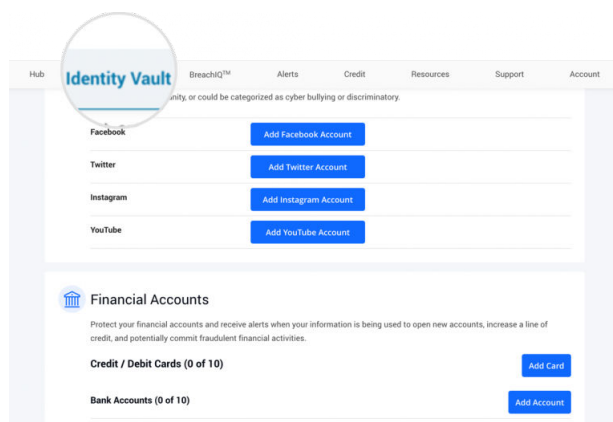 Hub Identity Vault BreachIQ™ Alerts Credit Resources Support Account
nity, or could be categorized as cyber bullying or discriminatory.
Facebook Add Facebook Account
Twitter Add Twitter Account
Instagram Add Instagram Account
YouTube Add YouTube Account
Financial Accounts
Protect your financial accounts and receive alerts when your information is being used to open new accounts, increase a line of
credit, and potentially commit fraudulent financial activities.
Credit / Debit Cards (0 of 10) Add Card
Bank Accounts (0 of 10) Add Account